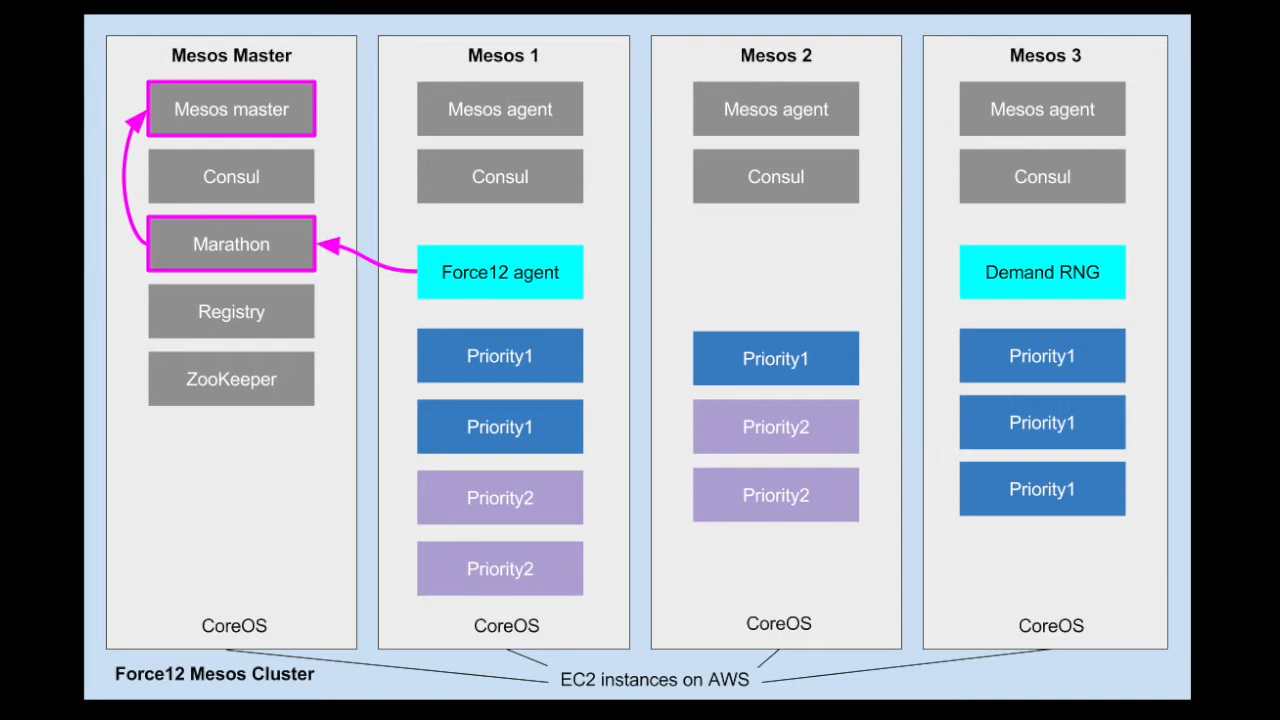 Mesos Master
Mesos master
Consul
Marathon
Registry
ZooKeeper
CoreOS
Mesos 1
Mesos agent
Consul
Force12 agent
Priority1
Priority1
Priority2
Priority2
CoreOS
Mesos 2
Mesos agent
Consul
Priority1
Priority2
Priority2
CoreOS
Mesos 3
Mesos agent
Consul
Demand RNG
Priority1
Priority1
Priority1
CoreOS
Force12 Mesos Cluster
EC2 instances on AWS